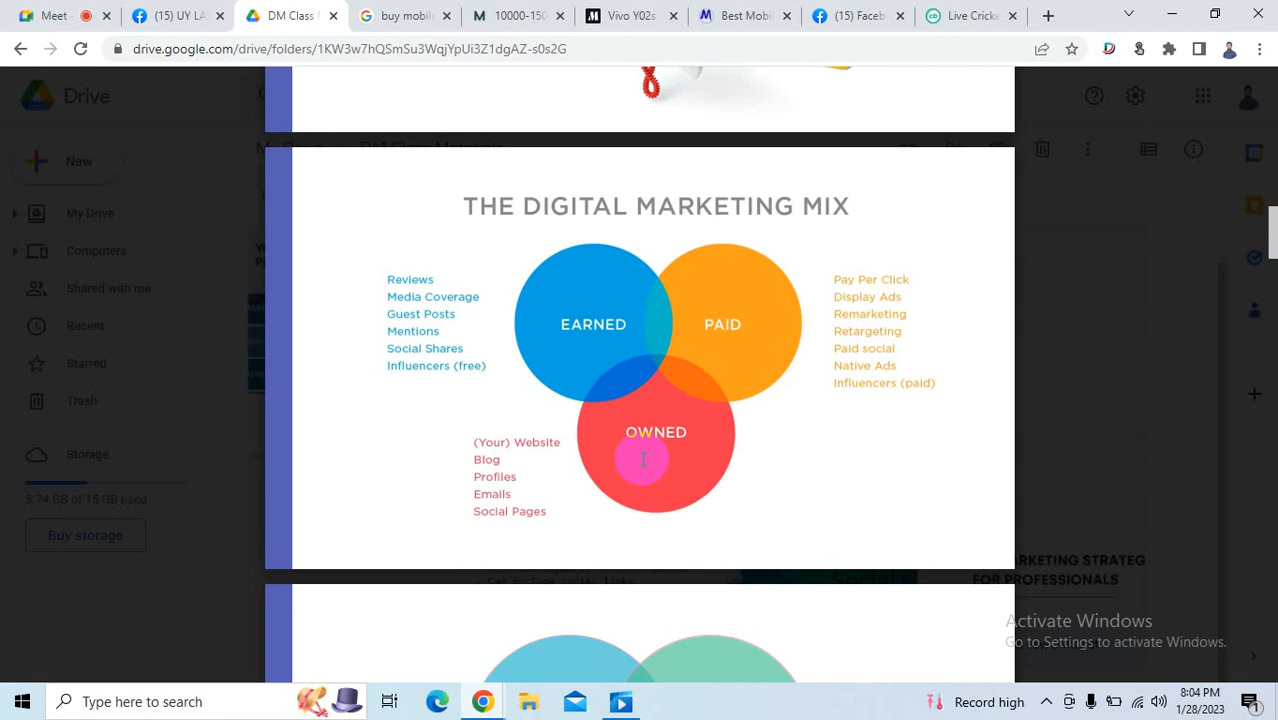 Meet -
(15) UY LA
DM Class
buy mobil
10000-150
Vivo Y02s
Best Mobi
(15) Faceb
Live Cricke
drive.google.com/drive/folders/1KW3w7hQSmSu3WqjYpUi3Z1dgAZ-s0s2G
Drive
New
My Drive
Computers
Shared with me
Recent
Starred
Trash
Storage
5.74 GB of 15 GB used
Buy storage
THE DIGITAL MARKETING MIX
Reviews
Media Coverage
Guest Posts
Mentions
Social Shares
Influencers (free)
EARNED
PAID
Pay Per Click
Display Ads
Remarketing
Retargeting
Paid social
Native Ads
Influencers (paid)
OWNED
(Your) Website
Blog
Profiles
Emails
Social Pages
MARKETING STRATEG
FOR PROFESSIONALS
Activate Windows
Go to Settings to activate Windows.
Type here to search
Record high
8:04 PM
1/28/2023